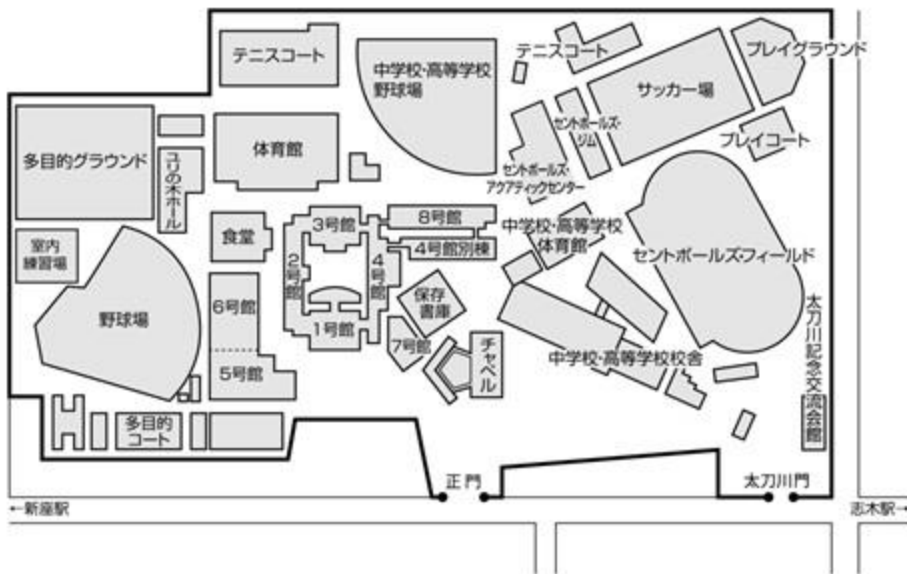 テニスコート
中学校・高等学校
野球場
テニスコート
プレイグラウンド
サッカー場
多目的グラウンド
ユリの木ホール
体育館
セントポールズ・
ジム
プレイコート
セントポールズ・
アクアティックセンター
食堂
3号館
8号館
中学校・高等学校
体育館
4号館別棟
セントポールズ・フィールド
室内
練習場
2号館
4号館
6号館
保存
書庫
野球場
1号館
7号館
チャペル
中学校・高等学校校舎
5号館
太刀川記念交流会館
多目的
コート
正門
太刀川門
←新座駅
志木駅→